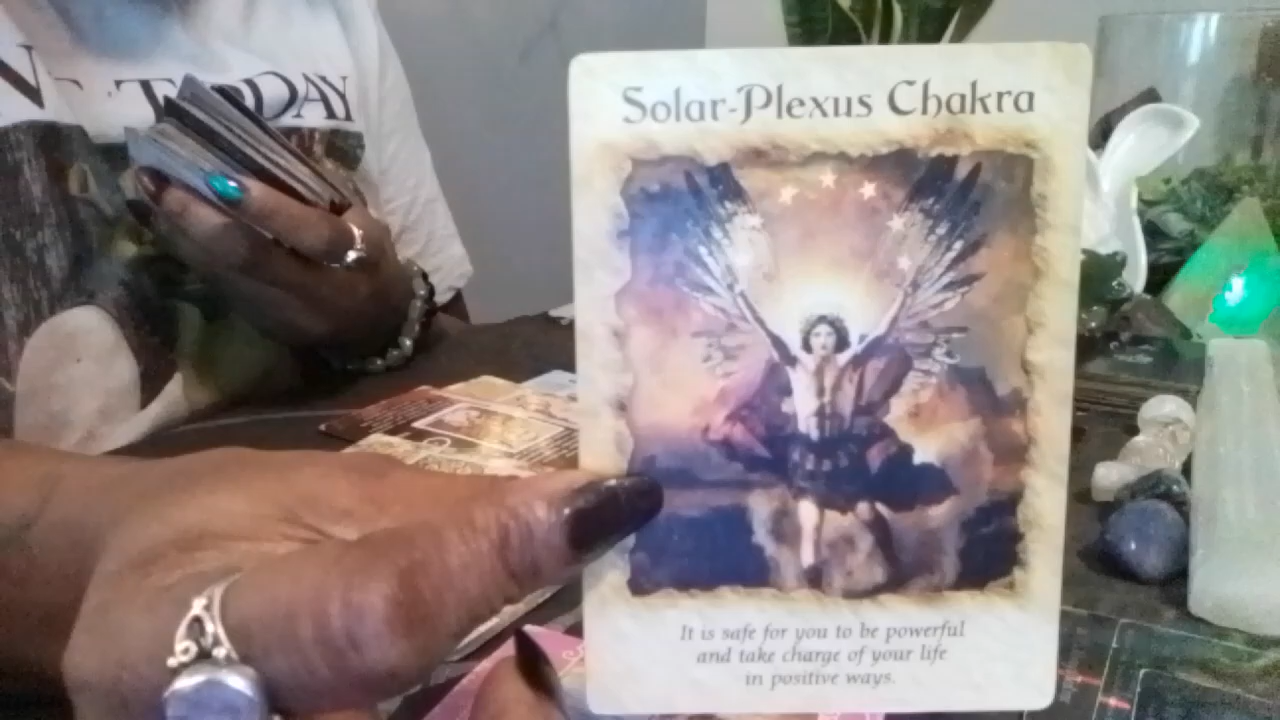 TODAY
Solar-Plexus Chakra
It is safe for you to be powerful
and take charge of your life
in positive ways.